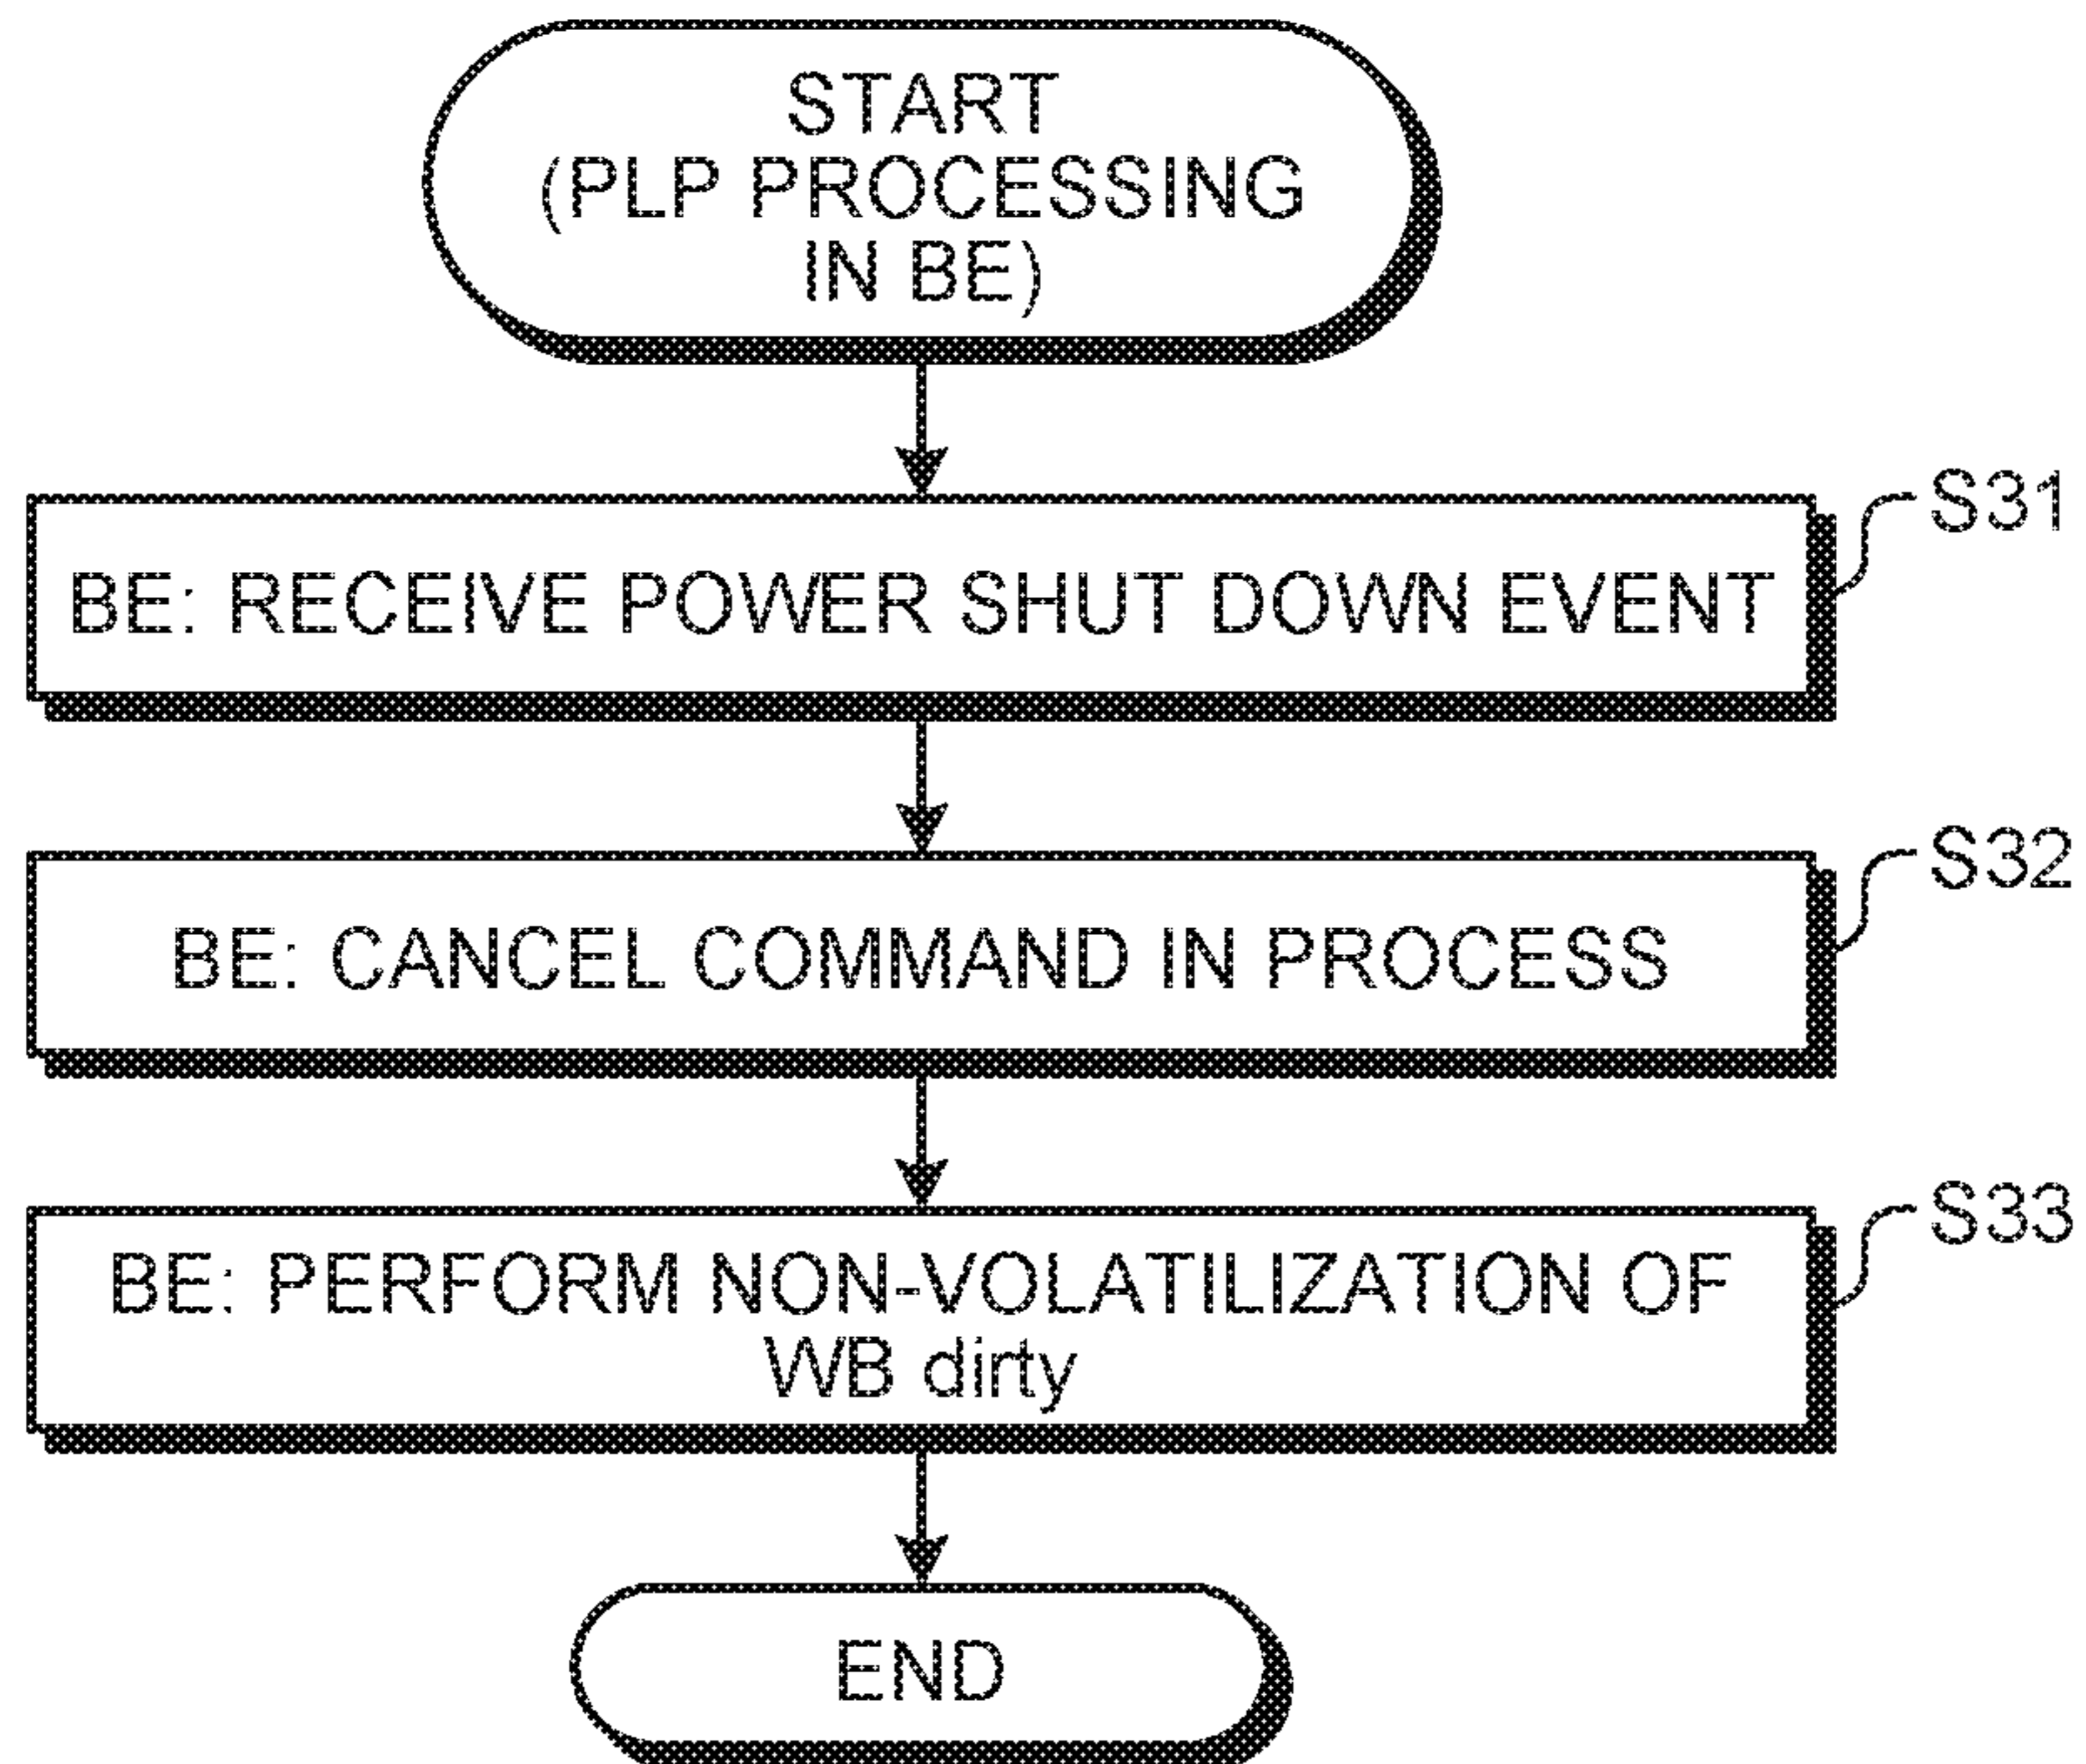 START
(PLP PROCESSING
IN BE)
S31
BE: RECEIVE POWER SHUT DOWN EVENT
S32
BE: CANCEL COMMAND IN PROCESS
S33
BE: PERFORM NON-VOLATILIZATION OF
WB dirty
END